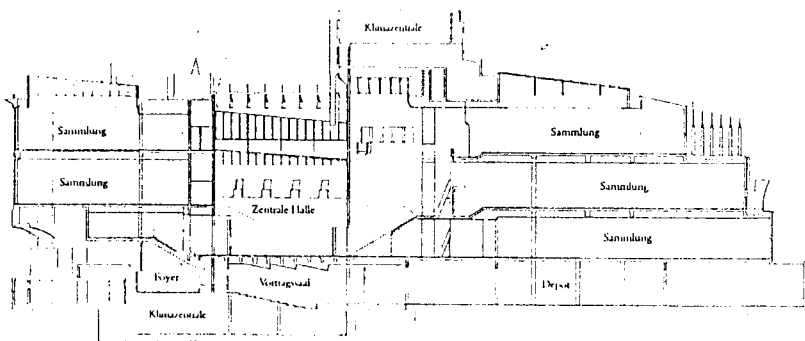 Klimazentrale
Sammlung
Sammlung
Sammlung
Sammlung
Zentrale Halle
Sammlung
Foyer
Vortragssaal
Depot
Klimazentrale